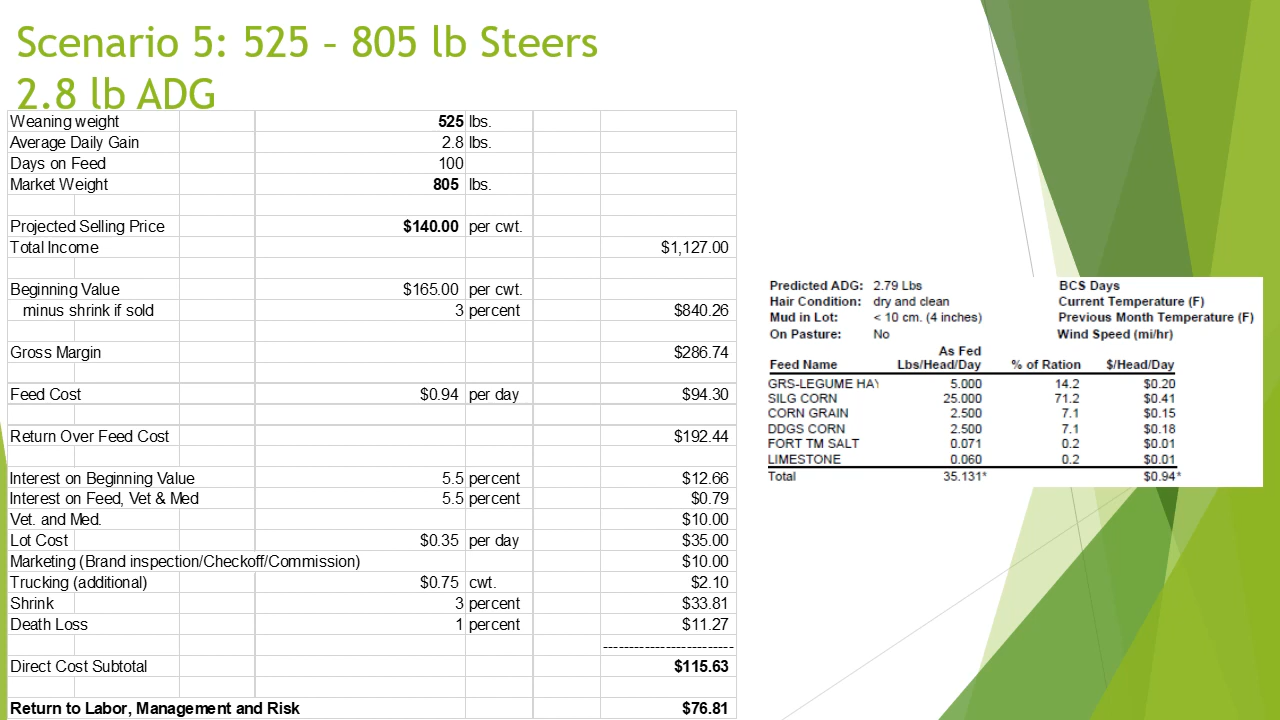 Scenario 5: 525 – 805 lb Steers
2.8 lb ADG
Weaning weight 525 lbs.
Average Daily Gain 2.8 lbs.
Days on Feed 100
Market Weight 805 lbs.
Projected Selling Price $140.00 per cwt.
Total Income $1,127.00
Beginning Value $165.00 per cwt.
minus shrink if sold 3 percent $840.26
Gross Margin $286.74
Feed Cost $0.94 per day $94.30
Return Over Feed Cost $192.44
Interest on Beginning Value 5.5 percent $12.66
Interest on Feed, Vet & Med 5.5 percent $0.79
Vet. and Med. $10.00
Lot Cost $0.35 per day $35.00
Marketing (Brand inspection/Checkoff/Commission) $10.00
Trucking (additional) $0.75 cwt. $2.10
Shrink 3 percent $33.81
Death Loss 1 percent $11.27
-------------------------
Direct Cost Subtotal $115.63
Return to Labor, Management and Risk $76.81
Predicted ADG: 2.79 Lbs BCS Days
Hair Condition: dry and clean Current Temperature (F)
Mud in Lot: < 10 cm. (4 inches) Previous Month Temperature (F)
On Pasture: No Wind Speed (mi/hr)
As Fed
Feed Name Lbs/Head/Day % of Ration $/Head/Day
GRS-LEGUME HAY 5.000 14.2 $0.20
SILG CORN 25.000 71.2 $0.41
CORN GRAIN 2.500 7.1 $0.15
DDGS CORN 2.500 7.1 $0.18
FORT TM SALT 0.071 0.2 $0.01
LIMESTONE 0.060 0.2 $0.01
Total 35.131* $0.94*